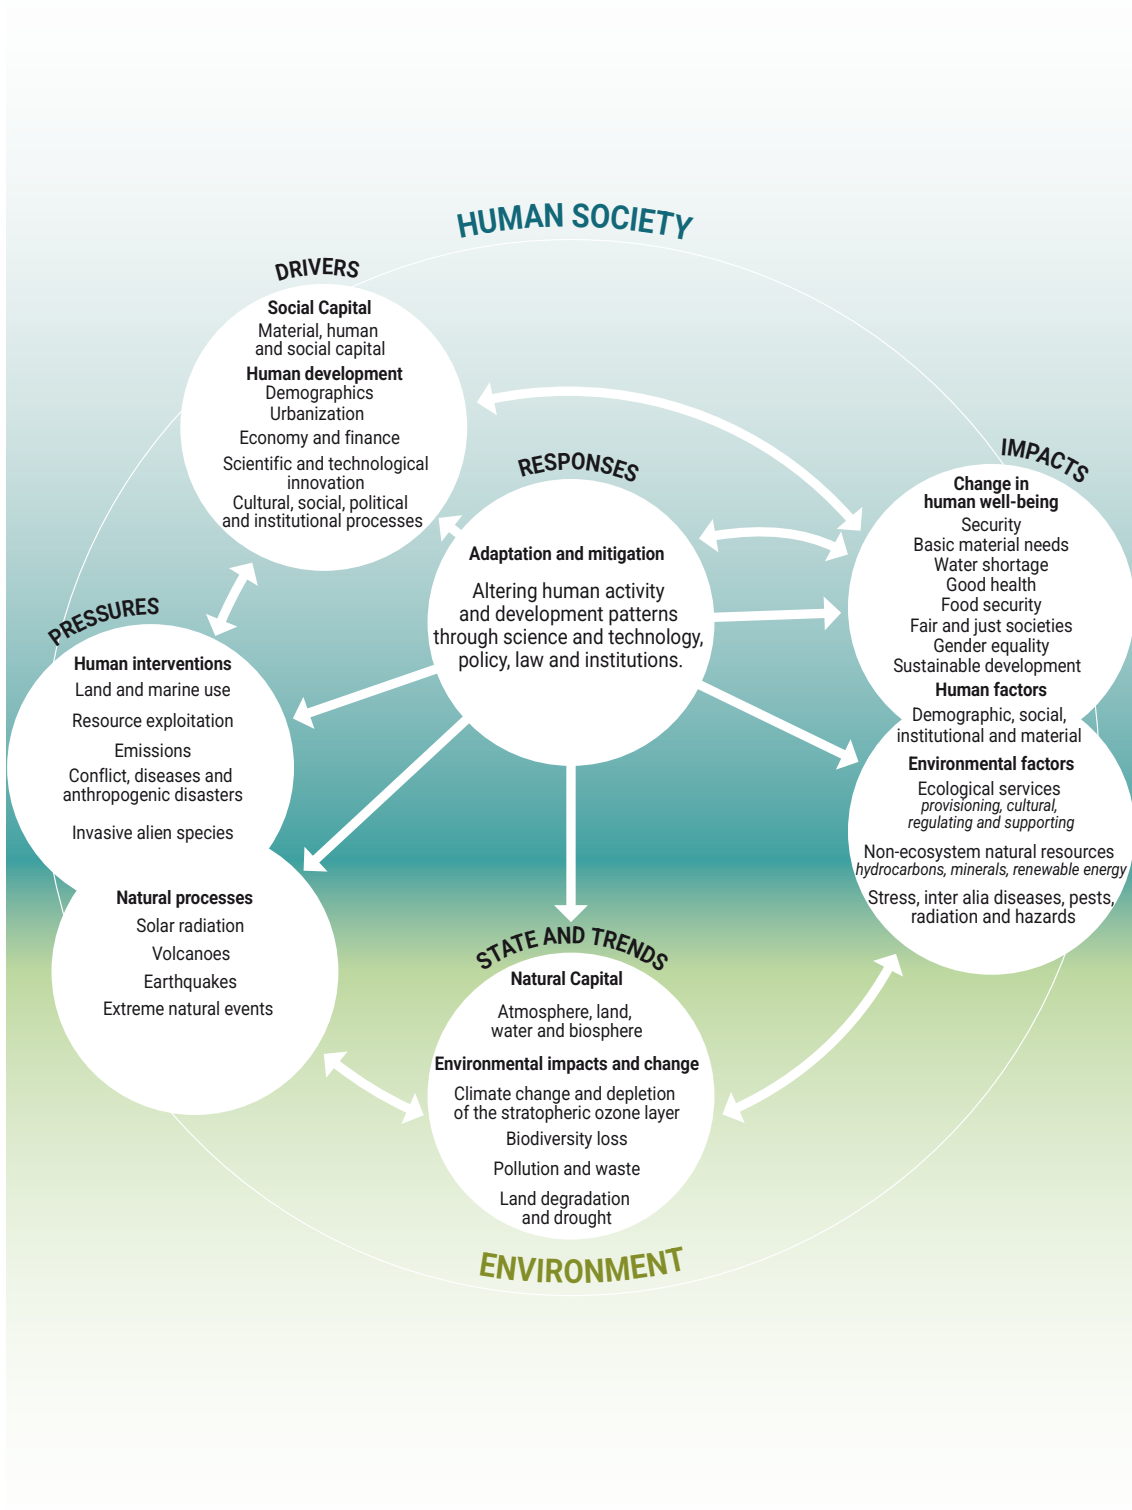 HUMAN SOCIETY
DRIVERS
Social Capital
Material, human
and social capital
Human development
Demographics
Urbanization
Economy and finance
Scientific and technological
innovation
Cultural, social, political
and institutional processes
RESPONSES
Adaptation and mitigation
Altering human activity
and development patterns
through science and technology,
policy, law and institutions.
IMPACTS
Change in
human well-being
Security
Basic material needs
Water shortage
Good health
Food security
Fair and just societies
Gender equality
Sustainable development
Human factors
Demographic, social,
institutional and material
Environmental factors
Ecological services
provisioning, cultural,
regulating and supporting
Non-ecosystem natural resources
hydrocarbons, minerals, renewable energy
Stress, inter alia diseases, pests,
radiation and hazards
PRESSURES
Human interventions
Land and marine use
Resource exploitation
Emissions
Conflict, diseases and
anthropogenic disasters
Invasive alien species
Natural processes
Solar radiation
Volcanoes
Earthquakes
Extreme natural events
STATE AND TRENDS
Natural Capital
Atmosphere, land,
water and biosphere
Environmental impacts and change
Climate change and depletion
of the stratopheric ozone layer
Biodiversity loss
Pollution and waste
Land degradation
and drought
ENVIRONMENT